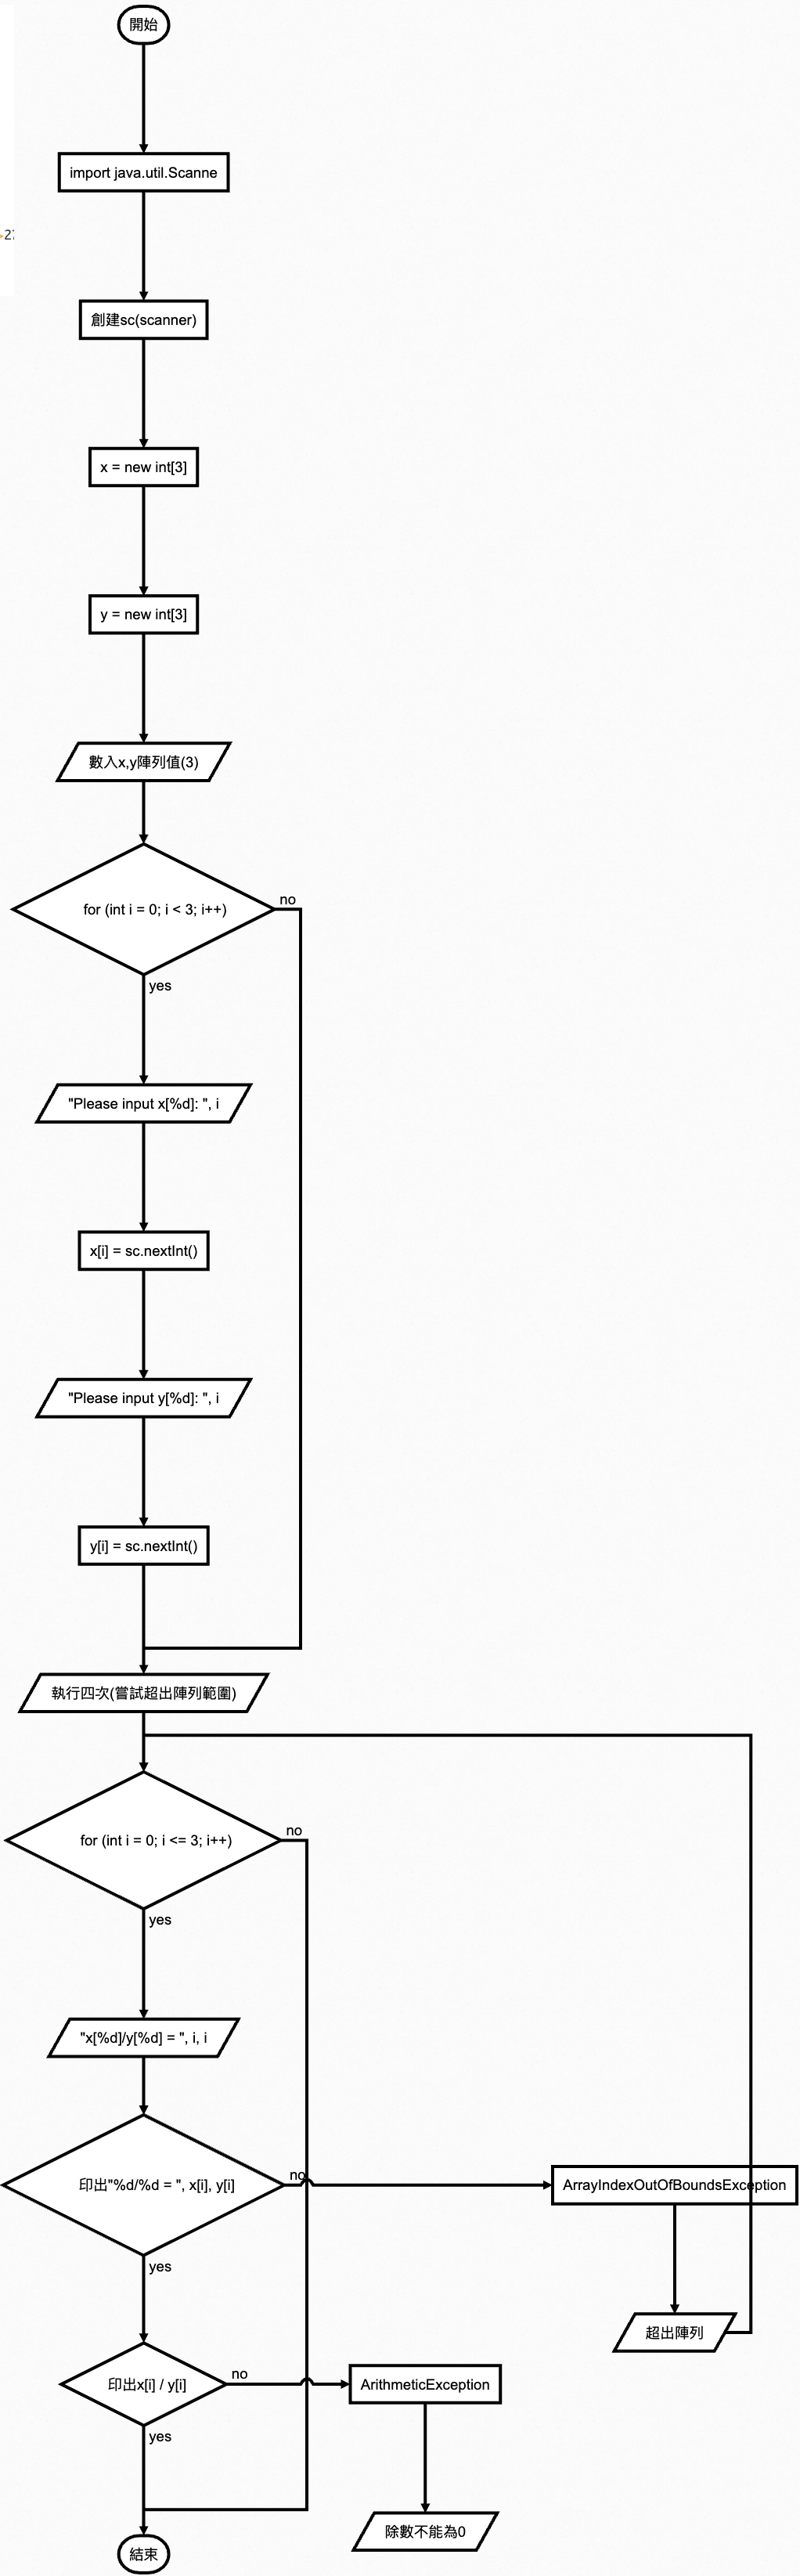 開始
import java.util.Scanne
創建sc(scanner)
x = new int[3]
y = new int[3]
數入x,y陣列值(3)
for (int i = 0; i < 3; i++)
no
yes
"Please input x[%d]: ", i
x[i] = sc.nextInt()
"Please input y[%d]: ", i
y[i] = sc.nextInt()
執行四次(嘗試超出陣列範圍)
for (int i = 0; i <= 3; i++)
no
yes
"x[%d]/y[%d] = ", i, i
印出"%d/%d = ", x[i], y[i]
no
ArrayIndexOutOfBoundsException
yes
超出陣列
印出x[i] / y[i]
no
ArithmeticException
yes
除數不能為0
結束